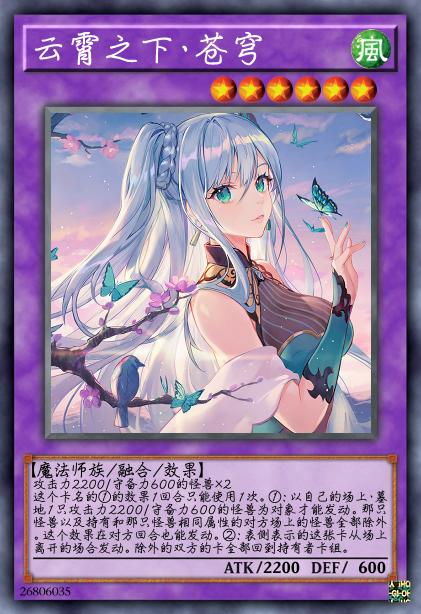 云霄之下·苍穹
風
【魔法师族/融合/效果】
攻击力2200/守备力600的怪兽×2
这个卡名的①的效果1回合只能使用1次。①：以自己的场上·墓
地1只攻击力2200/守备力600的怪兽为对象才能发动。那只
怪兽以及持有和那只怪兽相同属性的对方场上的怪兽全部除外
。这个效果在对方回合也能发动。②：表侧表示的这张卡从场上
离开的场合发动。除外的双方的卡全部回到持有者卡组。
ATK/2200 DEF/ 600
26806035